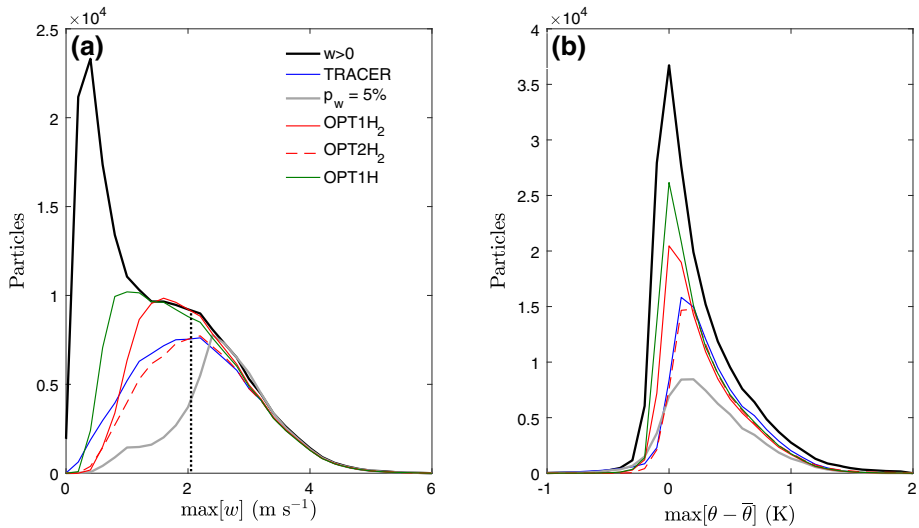 ×10⁴
(a)
2.5
2
1.5
1
0.5
0
Particles
0
2
4
6
max[w] (m s⁻¹)
w>0
TRACER
p_w = 5%
OPT1H₂
OPT2H₂
OPT1H
×10⁴
(b)
4
3.5
3
2.5
2
1.5
1
0.5
0
Particles
-1
0
1
2
max[θ − θ̅] (K)